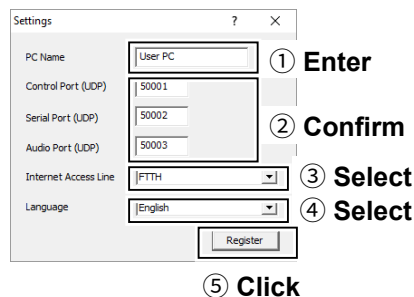 Settings ? ×
PC Name User PC ① Enter
Control Port (UDP) 50001
Serial Port (UDP) 50002 ② Confirm
Audio Port (UDP) 50003
Internet Access Line FTTH ③ Select
Language English ④ Select
Register
⑤ Click